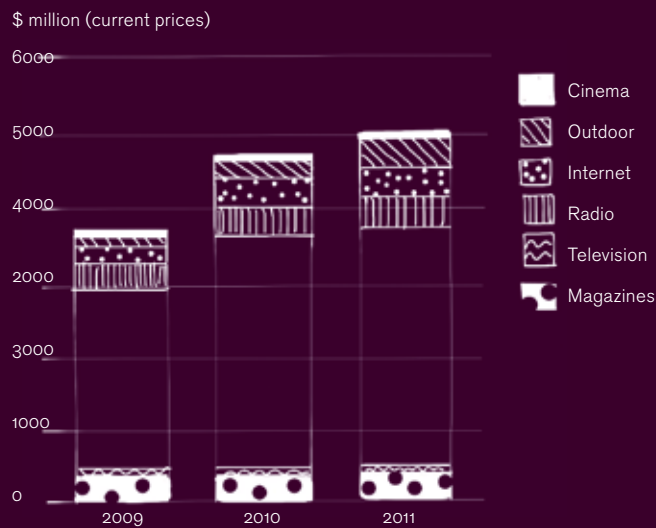 $ million (current prices)
6000
5000
4000
2000
3000
1000
0
2009 2010 2011
Cinema
Outdoor
Internet
Radio
Television
Magazines